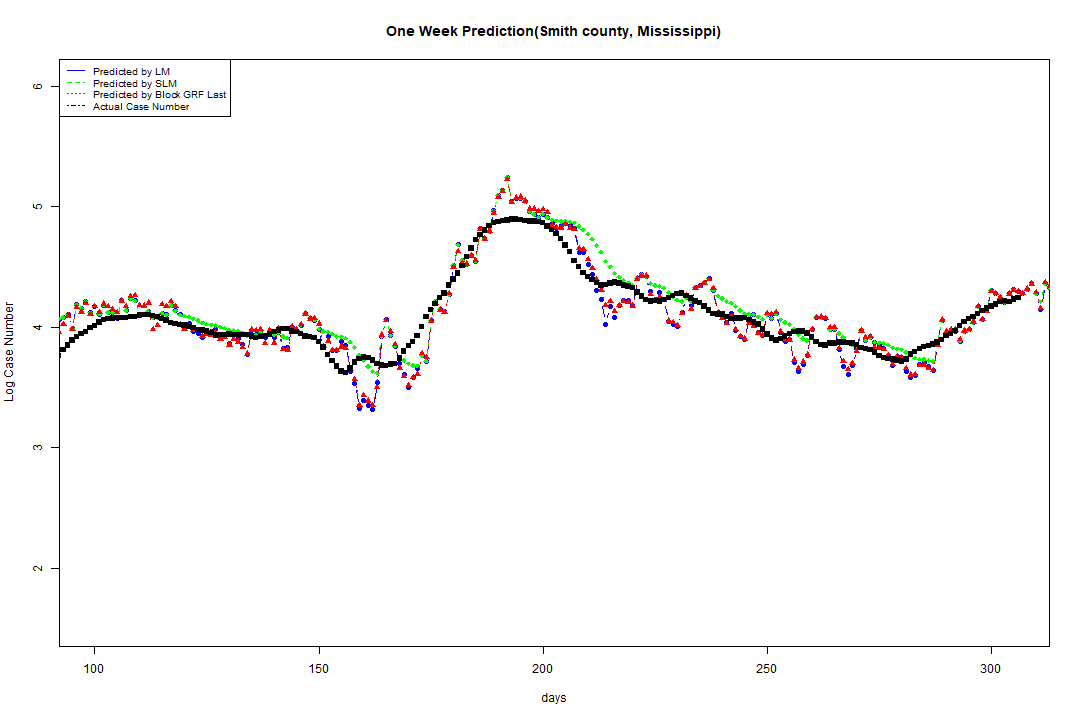 One Week Prediction(Smith county, Mississippi)
Predicted by LM
Predicted by SLM
Predicted by Block GRF Last
Actual Case Number
6
5
4
3
2
Log Case Number
100 150 200 250 300
days